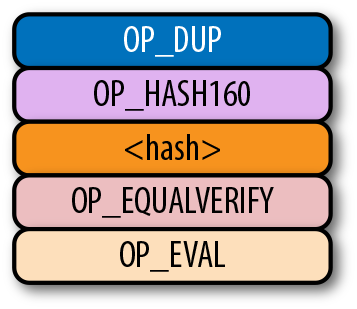 OP_DUP
OP_HASH160
<hash>
OP_EQUALVERIFY
OP_EVAL